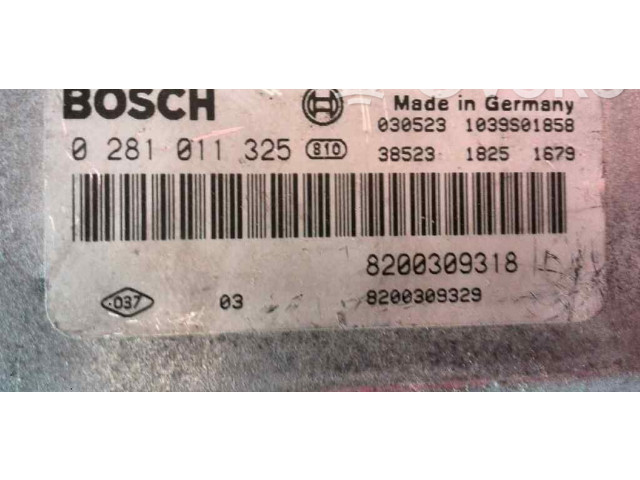 BOSCH
Made in Germany
030523 1039S01858
0 281 011 325 810 38523 1825 1679
8200309318
.037 03 8200309329